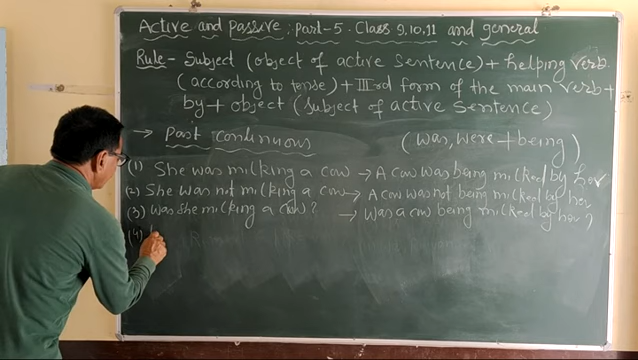 Active and passive : Part-5. Class 9,10,11 and general
Rule - Subject (object of active sentence) + helping verb
(according to tense) + IIIrd form of the main verb +
by + object (subject of active sentence)
→ Past continuous (was, were + being)
(1) She was milking a cow → A cow was being milked by her
(2) She was not milking a cow → A cow was not being milked by her
(3) Was she milking a cow? → Was a cow being milked by her?
(4)